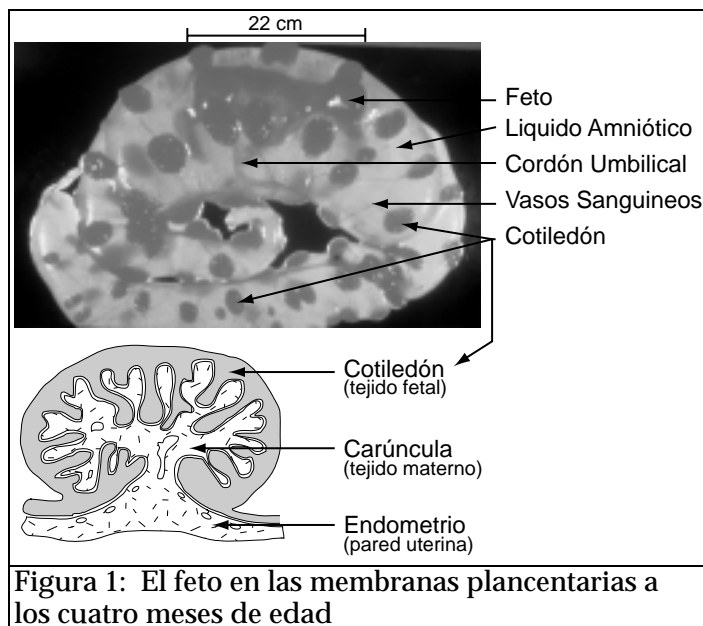 22 cm
Feto
Liquido Amniótico
Cordón Umbilical
Vasos Sanguineos
Cotiledón
Cotiledón
(tejido fetal)
Carúncula
(tejido materno)
Endometrio
(pared uterina)
Figura 1: El feto en las membranas plancentarias a
los cuatro meses de edad